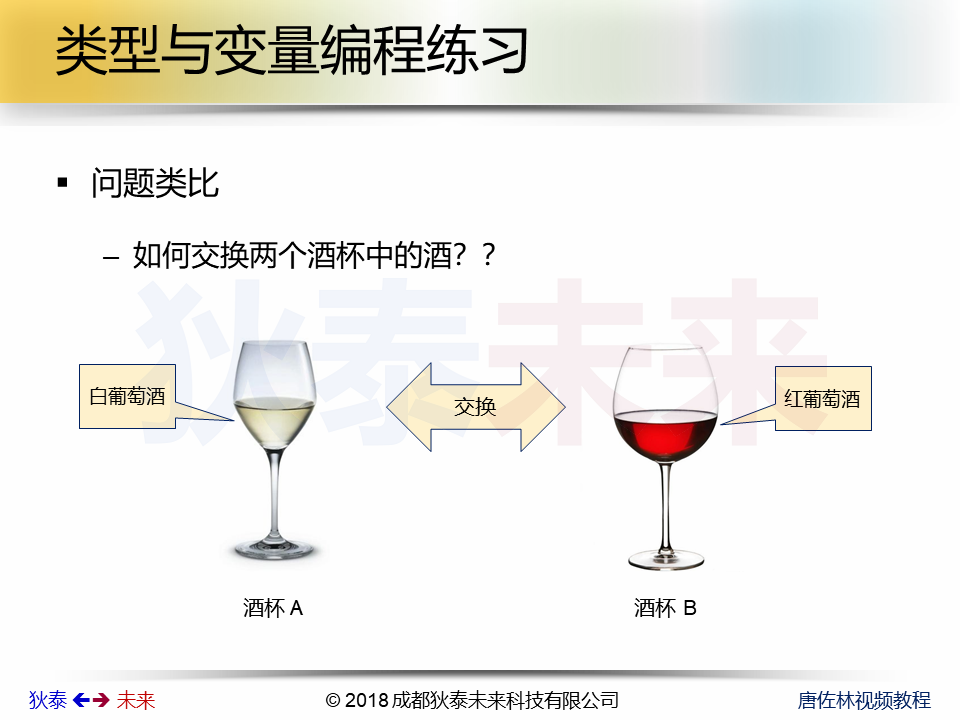 类型与变量编程练习
问题类比
– 如何交换两个酒杯中的酒？？
狄泰未来
白葡萄酒
交换
红葡萄酒
酒杯 A
酒杯 B
狄泰 未来
© 2018 成都狄泰未来科技有限公司
唐佐林视频教程